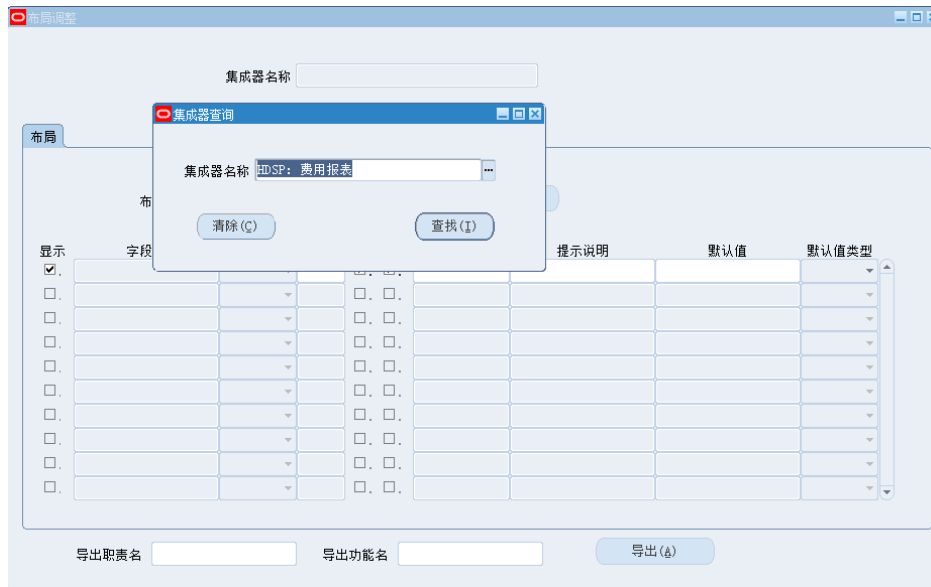 布局调整
集成器名称
集成器查询
布局
集成器名称 HDSP: 费用报表 ...
布
清除(C) 查找(I)
显示 字段 提示说明 默认值 默认值类型
导出职责名 导出功能名 导出(A)